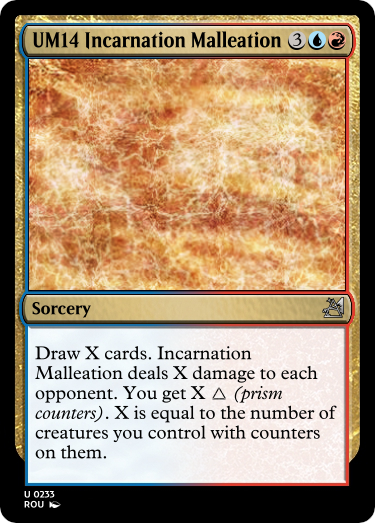 UM14 Incarnation Malleation 3
Sorcery
Draw X cards. Incarnation
Malleation deals X damage to each
opponent. You get X △ (prism
counters). X is equal to the number of
creatures you control with counters
on them.
U 0233
ROU